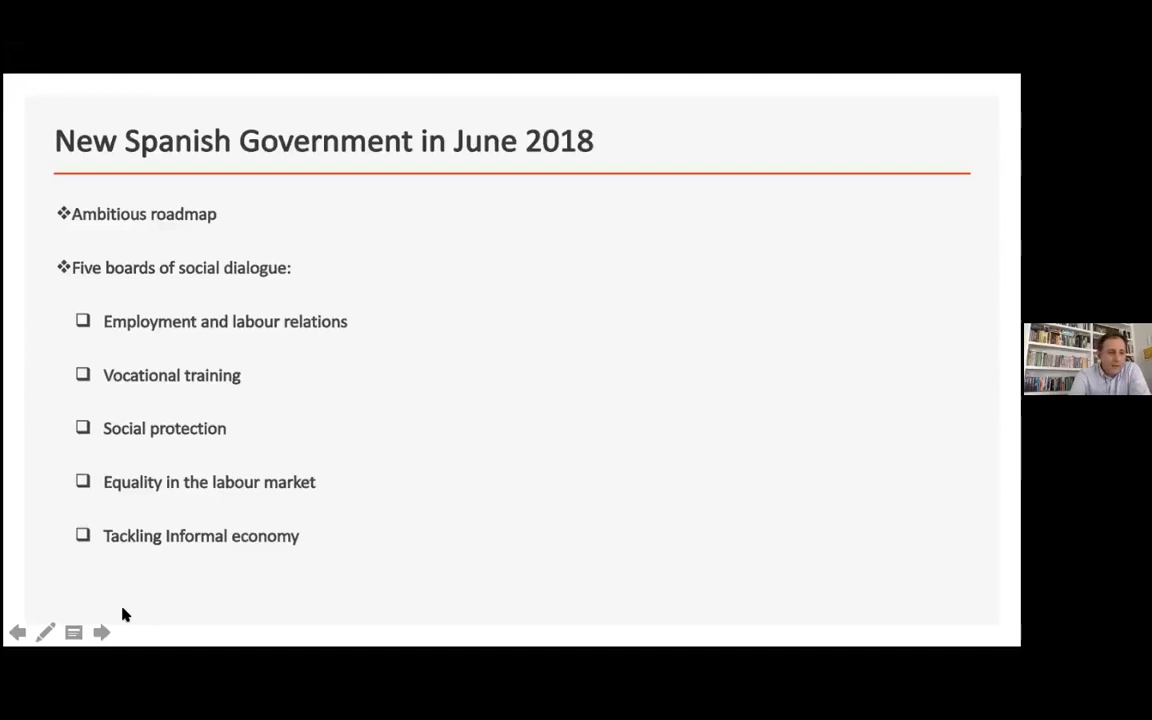 New Spanish Government in June 2018
❖Ambitious roadmap
❖Five boards of social dialogue:
❑ Employment and labour relations
❑ Vocational training
❑ Social protection
❑ Equality in the labour market
❑ Tackling Informal economy